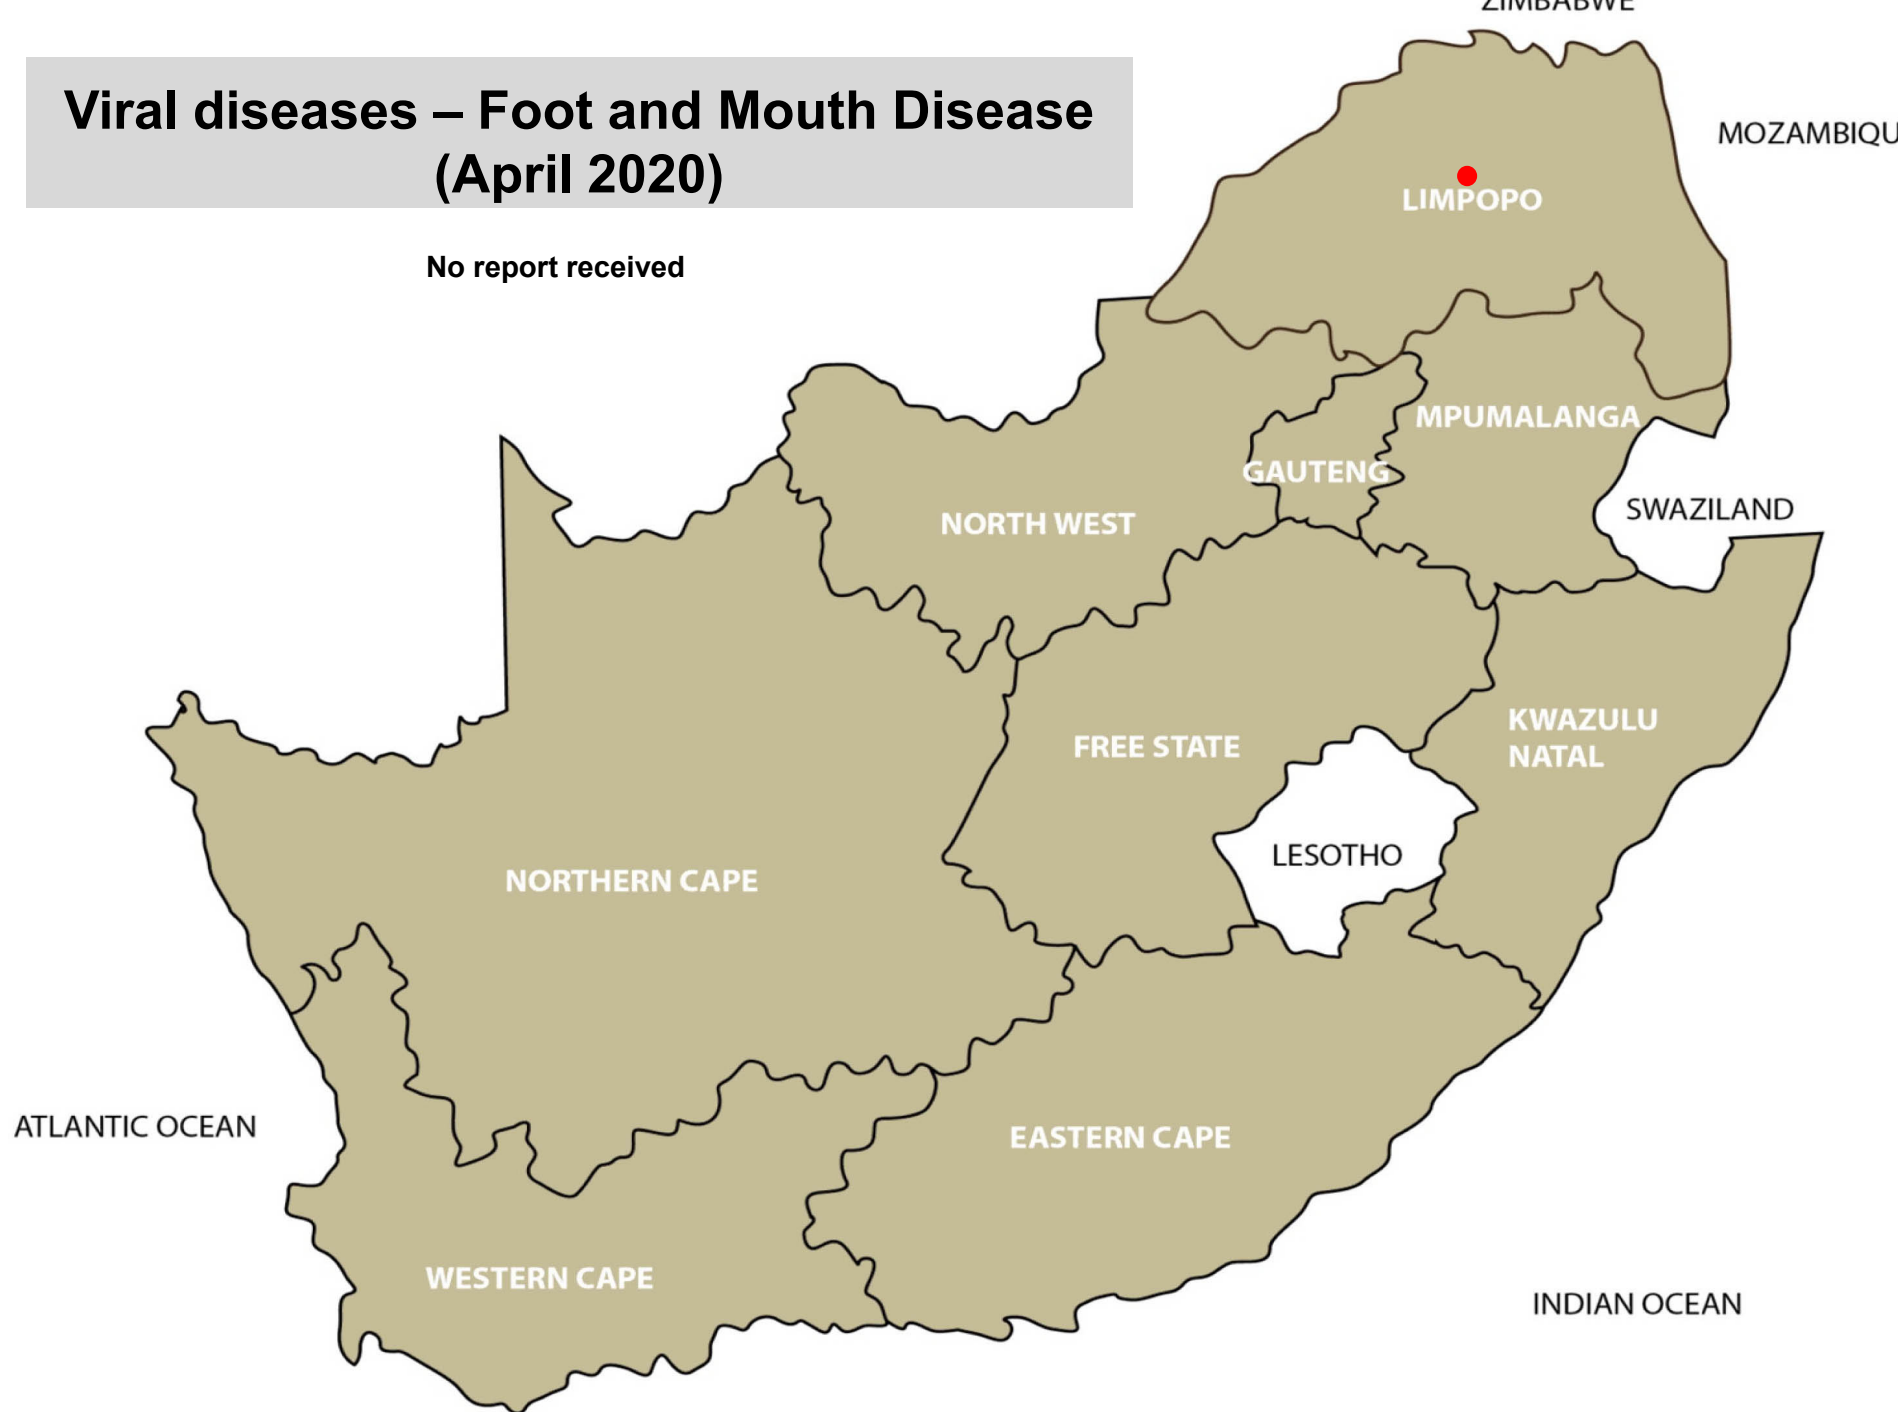 ZIMBABWE
Viral diseases – Foot and Mouth Disease
(April 2020)
MOZAMBIQU
LIMPOPO
No report received
MPUMALANGA
GAUTENG
SWAZILAND
NORTH WEST
KWAZULU
NATAL
FREE STATE
LESOTHO
NORTHERN CAPE
ATLANTIC OCEAN
EASTERN CAPE
WESTERN CAPE
INDIAN OCEAN